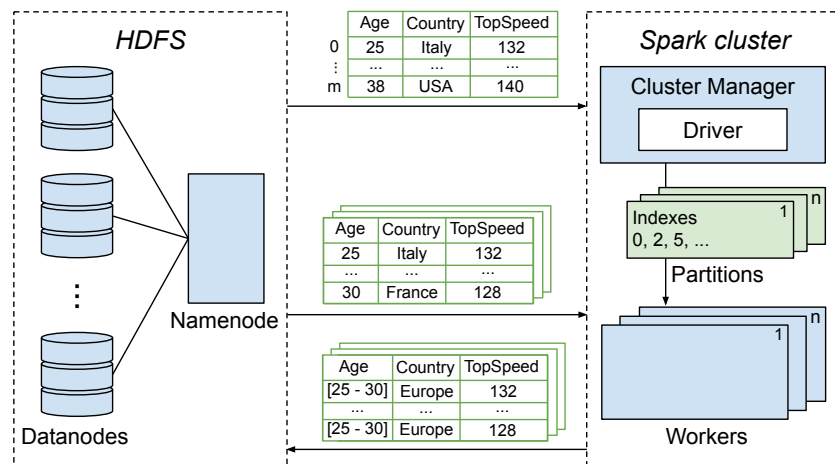 HDFS
Datanodes
Namenode
Age Country TopSpeed
0 25 Italy 132
⋮ ... ... ...
m 38 USA 140
Age Country TopSpeed
25 Italy 132
... ... ...
30 France 128
Age Country TopSpeed
[25 - 30] Europe 132
... ... ...
[25 - 30] Europe 128
Spark cluster
Cluster Manager
Driver
n
1
Indexes
0, 2, 5, ...
Partitions
n
1
Workers